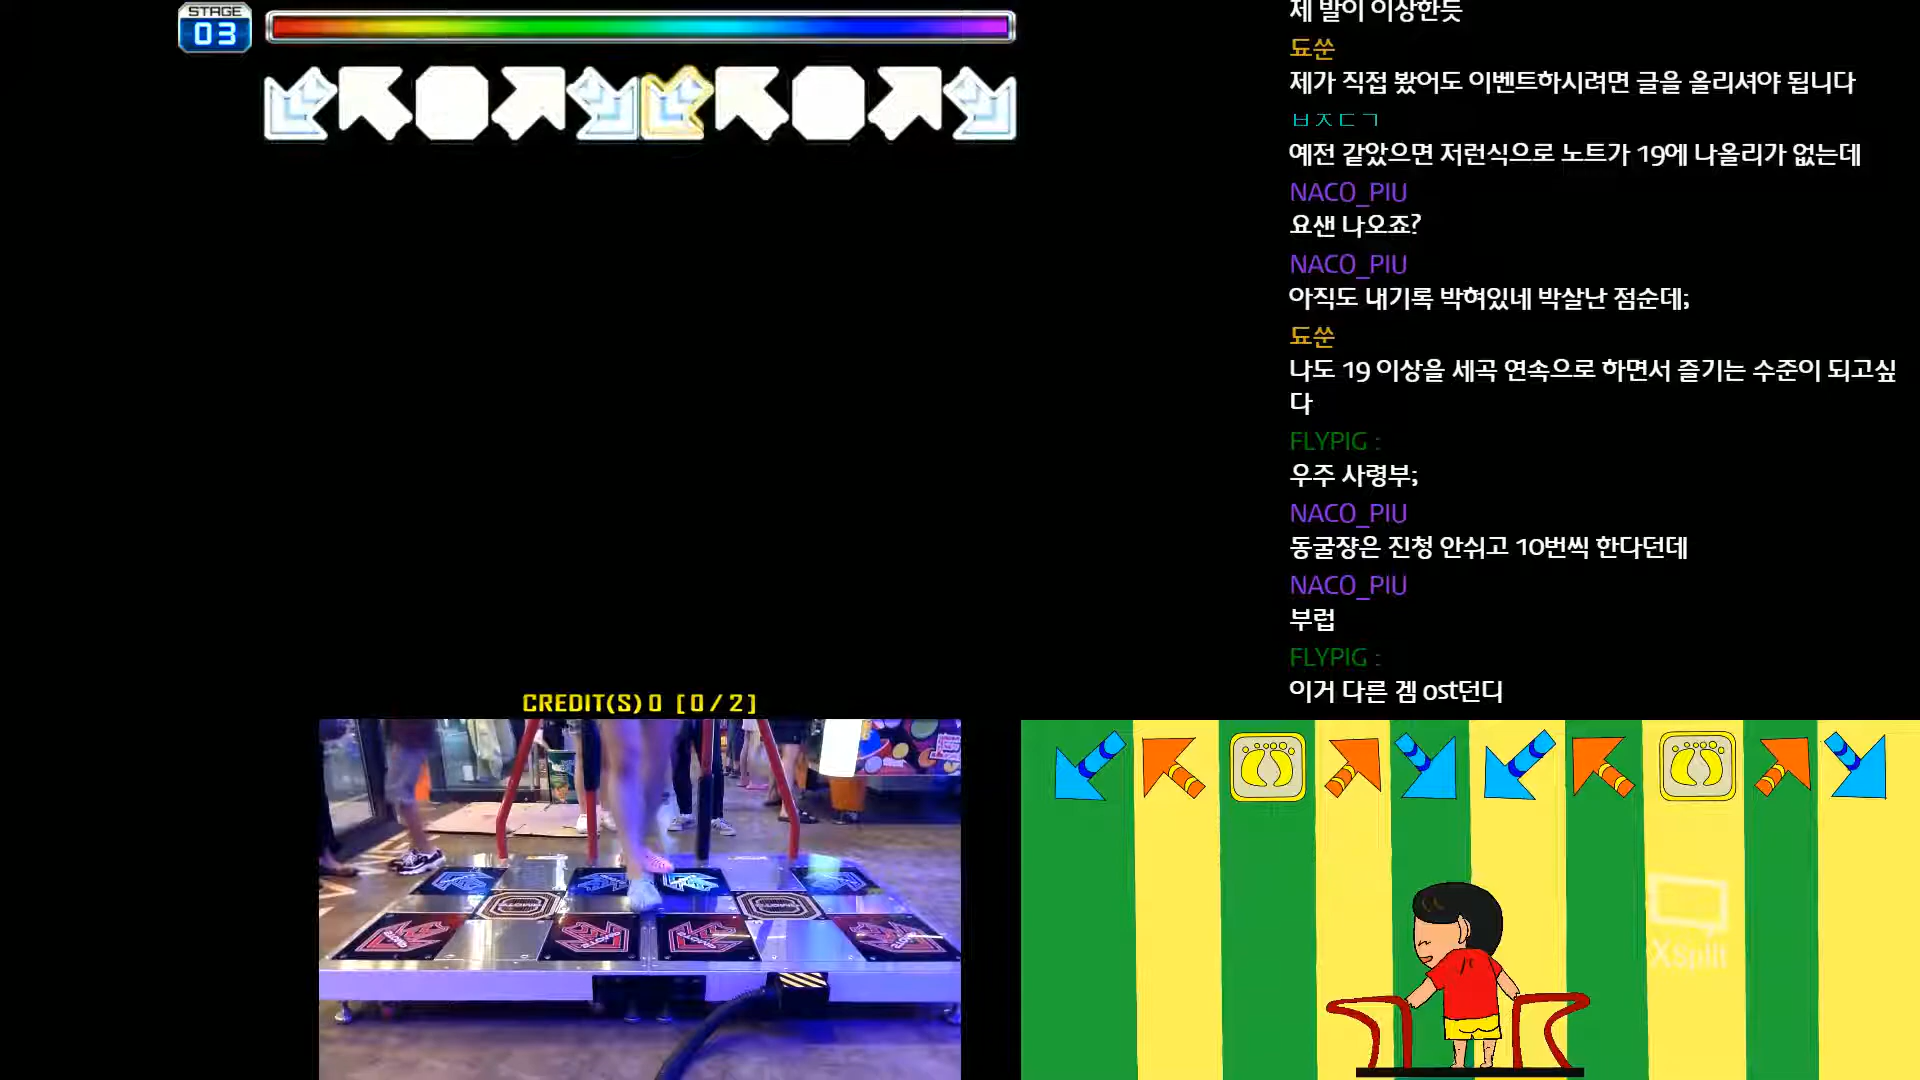 STAGE
03
제 발이 이상한듯
됴쑨
제가 직접 봤어도 이벤트하시려면 글을 올리셔야 됩니다
ㅂㅈㄷㄱ
예전 같았으면 저런식으로 노트가 19에 나올리가 없는데
NACO_PIU
요샌 나오죠?
NACO_PIU
아직도 내기록 박혀있네 박살난 점순데;
됴쑨
나도 19 이상을 세곡 연속으로 하면서 즐기는 수준이 되고싶
다
FLYPIG :
우주 사령부;
NACO_PIU
동굴쟝은 진청 안쉬고 10번씩 한다던데
NACO_PIU
부럽
FLYPIG :
이거 다른 겜 ost던디
CREDIT(S) 0 [0/2]
XSplit